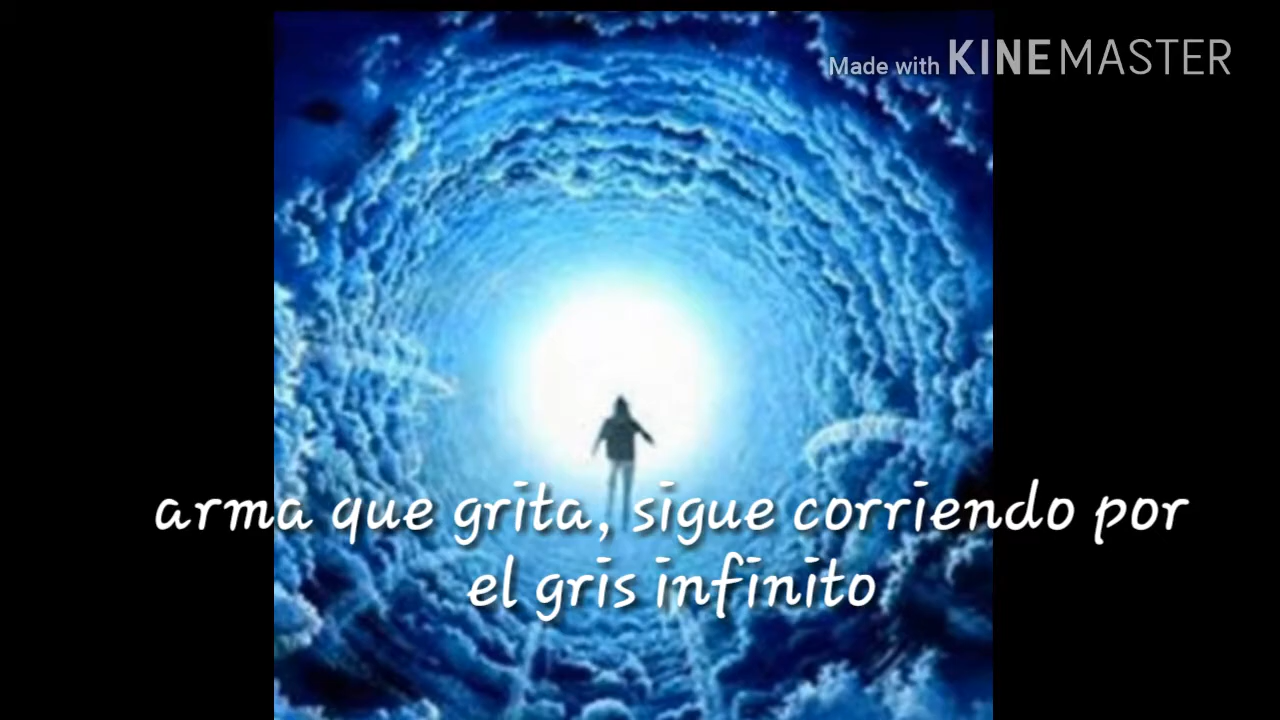 Made with KINEMASTER
arma que grita, sigue corriendo por
el gris infinito